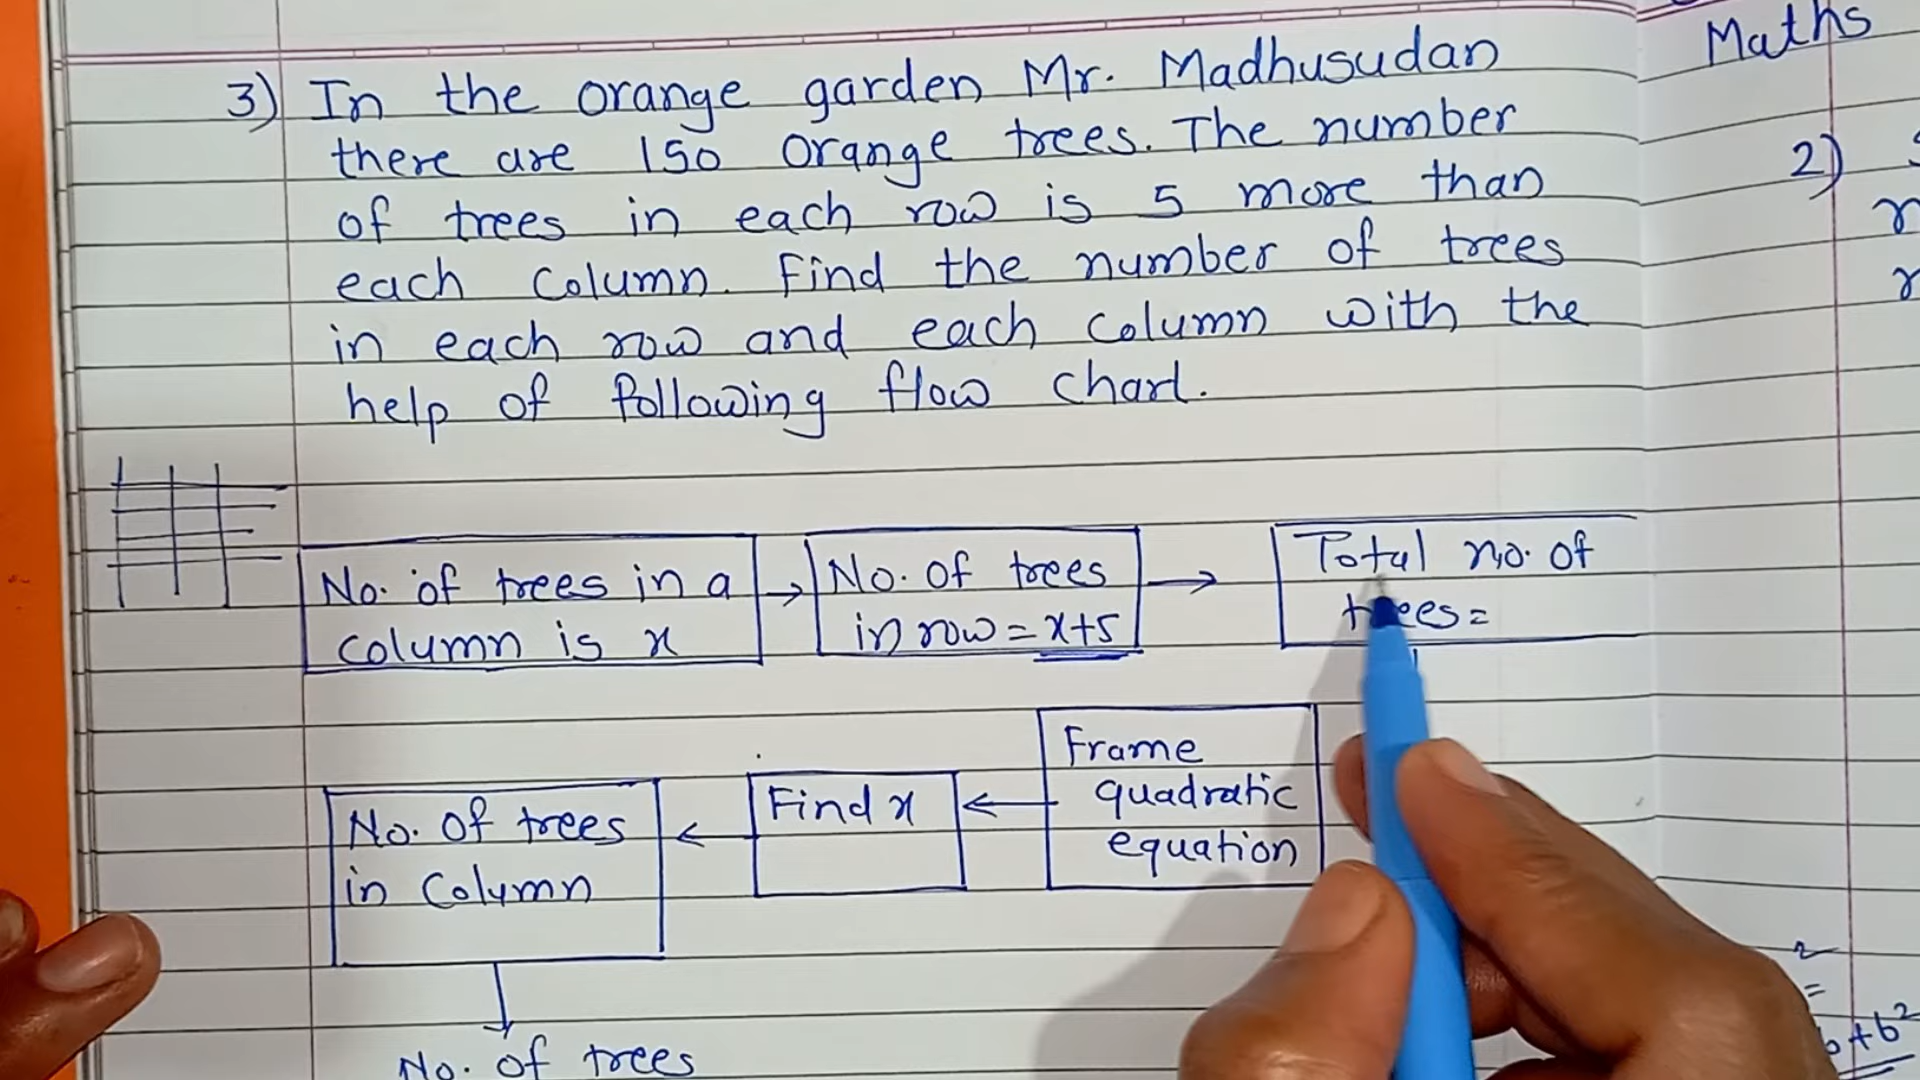 Maths
3) In the orange garden Mr. Madhusudan
there are 150 orange trees. The number
of trees in each row is 5 more than
each column. Find the number of trees
in each row and each column with the
help of following flow chart.
2)
No. of trees in a
column is x
No. of trees
in row = x+5
Total no. of
trees =
Frame
quadratic
equation
Find x
No. of trees
in Column
No. of trees